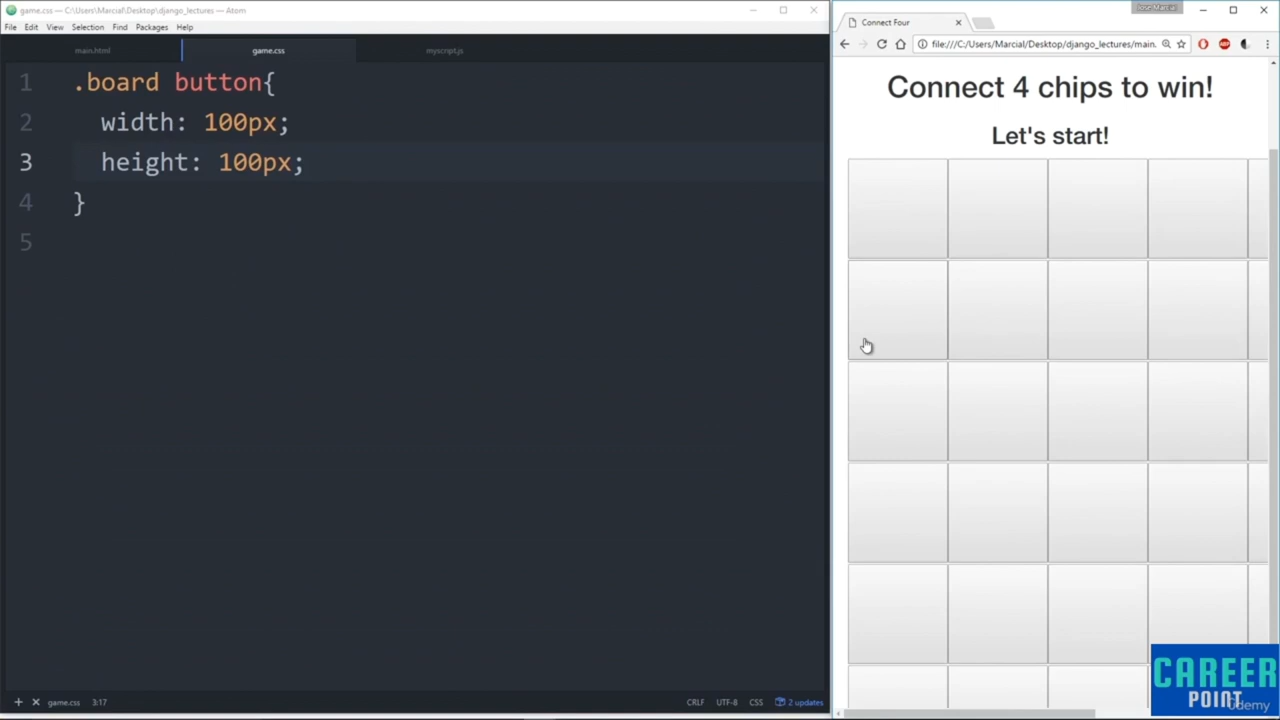 game.css — C:\Users\Marcial\Desktop\django_lectures — Atom
File Edit View Selection Find Packages Help
main.html game.css myscript.js
1 .board button{
2 width: 100px;
3 height: 100px;
4 }
5
game.css 3:17 CRLF UTF-8 CSS 2 updates
Jose Marcial
Connect Four
file:///C:/Users/Marcial/Desktop/django_lectures/main.
Connect 4 chips to win!
Let's start!
CAREER
POINT
Udemy